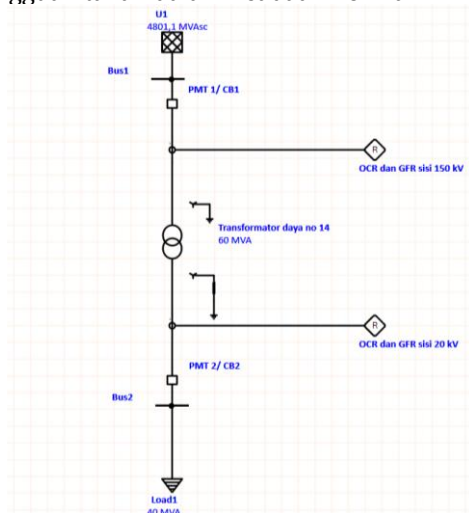 U1
4801,1 MVAsc
Bus1
PMT 1/ CB1
R
OCR dan GFR sisi 150 kV
Transformator daya no 14
60 MVA
R
OCR dan GFR sisi 20 kV
PMT 2/ CB2
Bus2
Load1
40 MVA